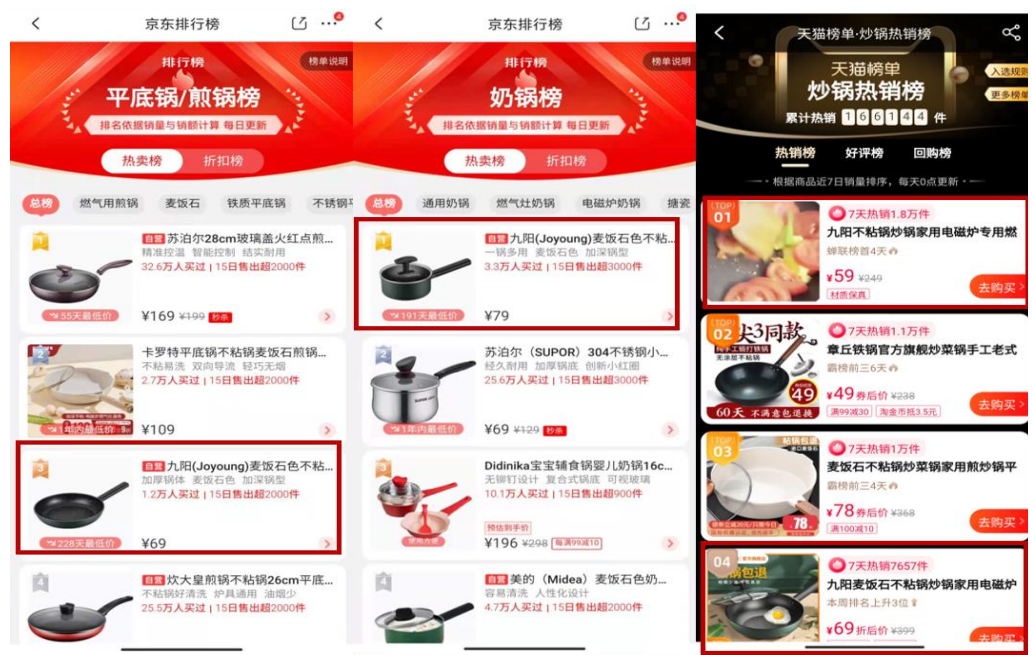 京东排行榜
4
榜单说明
排行榜
平底锅/煎锅榜
排名依据销量与销额计算 每日更新
热卖榜 折扣榜
总榜 燃气用煎锅 麦饭石 铁质平底锅 不锈钢平
1
自营 苏泊尔28cm玻璃盖火红点煎...
精准控温 智能控制 结实耐用
32.6万人买过 | 15日售出超2000件
55天最低价
¥169 ¥199 秒杀
2
卡罗特平底锅不粘锅麦饭石煎锅...
不粘易洗 双向导流 轻巧无烟
2.7万人买过 | 15日售出超2000件
1年内最低价
¥109
3
自营 九阳(Joyoung)麦饭石色不粘...
加厚锅体 麦饭石色 加深锅型
1.2万人买过 | 15日售出超2000件
228天最低价
¥69
4
自营 炊大皇煎锅不粘锅26cm平底...
不粘锅好清洗 炉具通用 油烟少
25.5万人买过 | 15日售出超2000件
京东排行榜
4
榜单说明
排行榜
奶锅榜
排名依据销量与销额计算 每日更新
热卖榜 折扣榜
总榜 通用奶锅 燃气灶奶锅 电磁炉奶锅 搪瓷
1
自营 九阳(Joyoung)麦饭石色不粘...
一锅多用 麦饭石色 加深锅型
3.3万人买过 | 15日售出超3000件
191天最低价
¥79
2
苏泊尔（SUPOR）304不锈钢小...
经久耐用 加厚锅底 创新小红圈
25.6万人买过 | 15日售出超3000件
1年内最低价
¥69 ¥129 秒杀
3
Didinika宝宝辅食锅婴儿奶锅16c...
无铆钉设计 复合式锅底 可视玻璃
10.1万人买过 | 15日售出超900件
使用方便
预估到手价
¥196 ¥298 每满99减10
4
自营 美的（Midea）麦饭石色奶...
容易清洗 人性化设计
4.7万人买过 | 15日售出超2000件
天猫榜单·炒锅热销榜
天猫榜单
炒锅热销榜
累计热销 166144 件
入选规则
更多榜单
热销榜 好评榜 回购榜
根据商品近7日销量排序，每天0点更新
TOP
01
7天热销1.8万件
九阳不粘锅炒锅家用电磁炉专用燃
蝉联榜首4天
¥59 ¥249
材质保真
去购买
TOP
02
尖3同款
无涂层不粘锅
49
60天 不满意包退换
7天热销1.1万件
章丘铁锅官方旗舰炒菜锅手工老式
霸榜前三6天
¥49 券后价 ¥238
满99减30 淘金币抵3.5元
去购买
TOP
03
粘锅包退
78
7天热销1万件
麦饭石不粘锅炒菜锅家用煎炒锅平
霸榜前三4天
¥78 券后价 ¥368
满100减10
去购买
04
粘锅包退
7天热销7657件
九阳麦饭石不粘锅炒锅家用电磁炉
本周排名上升3位
¥69 折后价 ¥399
去购买